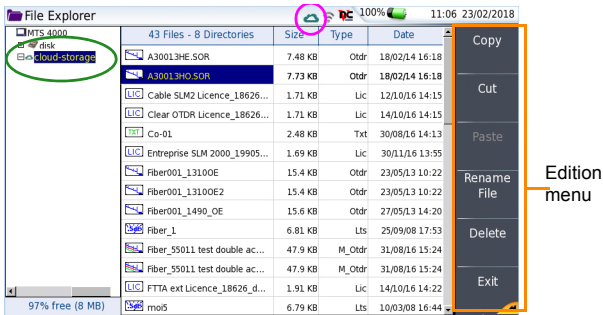 File Explorer 100% 11:06 23/02/2018
MTS 4000
disk
cloud-storage
97% free (8 MB)
43 Files - 8 Directories Size Type Date
A30013HE.SOR 7.48 KB Otdr 18/02/14 16:18
A30013HO.SOR 7.73 KB Otdr 18/02/14 16:18
LIC Cable SLM2 Licence_18626... 1.71 KB Lic 12/10/16 14:15
LIC Clear OTDR Licence_18626... 1.71 KB Lic 14/10/16 14:15
TXT Co-01 2.48 KB Txt 30/08/16 14:13
LIC Entreprise SLM 2000_19905... 1.69 KB Lic 30/11/16 13:55
Fiber001_1310OE 15.4 KB Otdr 23/05/13 10:22
Fiber001_1310OE2 15.4 KB Otdr 23/05/13 10:22
Fiber001_1490_OE 15.6 KB Otdr 27/05/13 14:20
Fiber_1 6.81 KB Lts 25/09/08 17:53
Fiber_55011 test double ac... 47.9 KB M_Otdr 31/08/16 15:24
Fiber_55011 test double ac... 47.9 KB M_Otdr 31/08/16 15:24
LIC FTTA ext Licence_18626_d... 1.91 KB Lic 14/10/16 14:22
moi5 6.79 KB Lts 10/03/08 16:44
Copy
Cut
Paste
Rename
File
Delete
Exit
Edition
menu